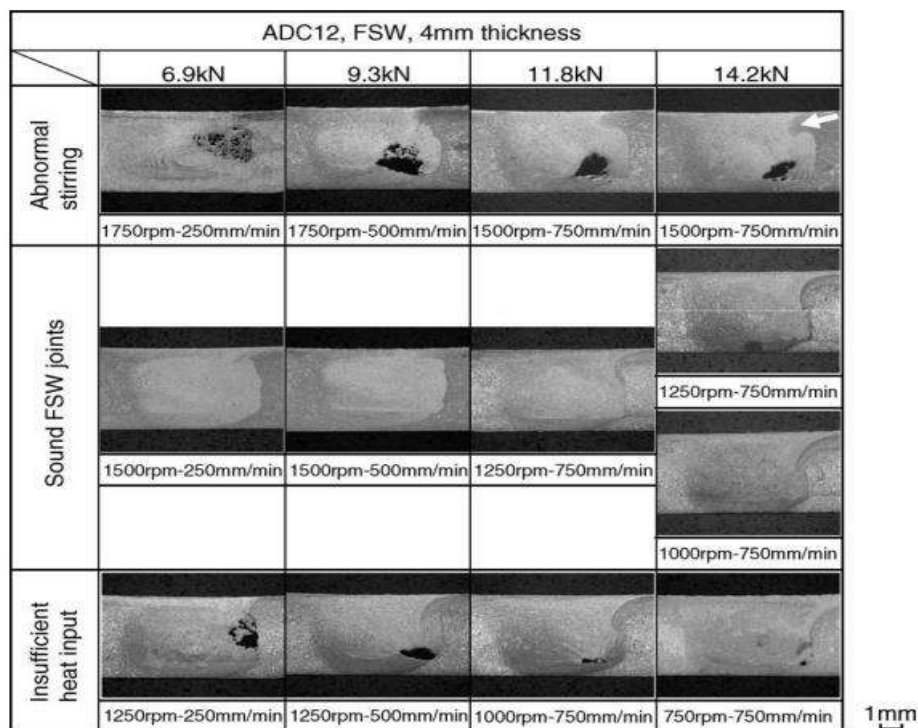 ADC12, FSW, 4mm thickness
6.9kN 9.3kN 11.8kN 14.2kN
Abnormal
stirring
1750rpm-250mm/min 1750rpm-500mm/min 1500rpm-750mm/min 1500rpm-750mm/min
Sound FSW joints
1250rpm-750mm/min
1500rpm-250mm/min 1500rpm-500mm/min 1250rpm-750mm/min
1000rpm-750mm/min
Insufficient
heat input
1250rpm-250mm/min 1250rpm-500mm/min 1000rpm-750mm/min 750rpm-750mm/min
1mm